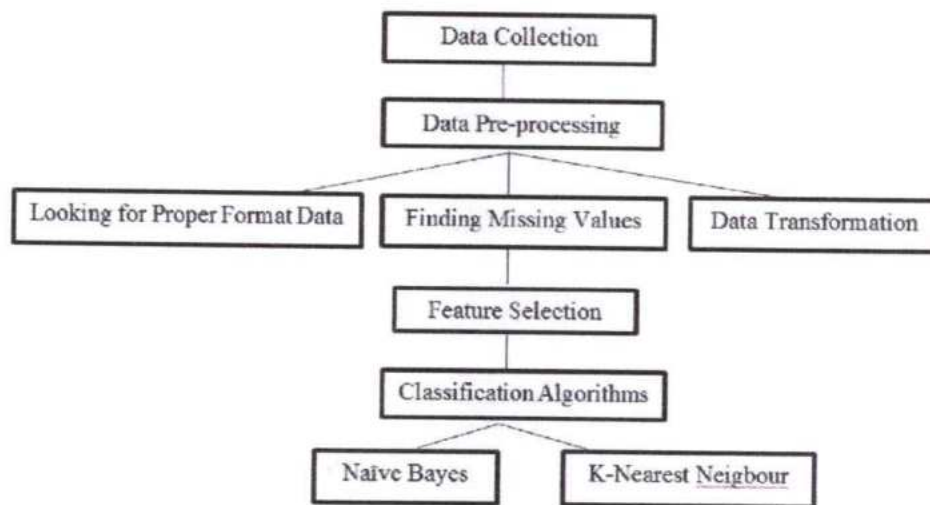 Data Collection
Data Pre-processing
Looking for Proper Format Data
Finding Missing Values
Data Transformation
Feature Selection
Classification Algorithms
Naïve Bayes
K-Nearest Neigbour